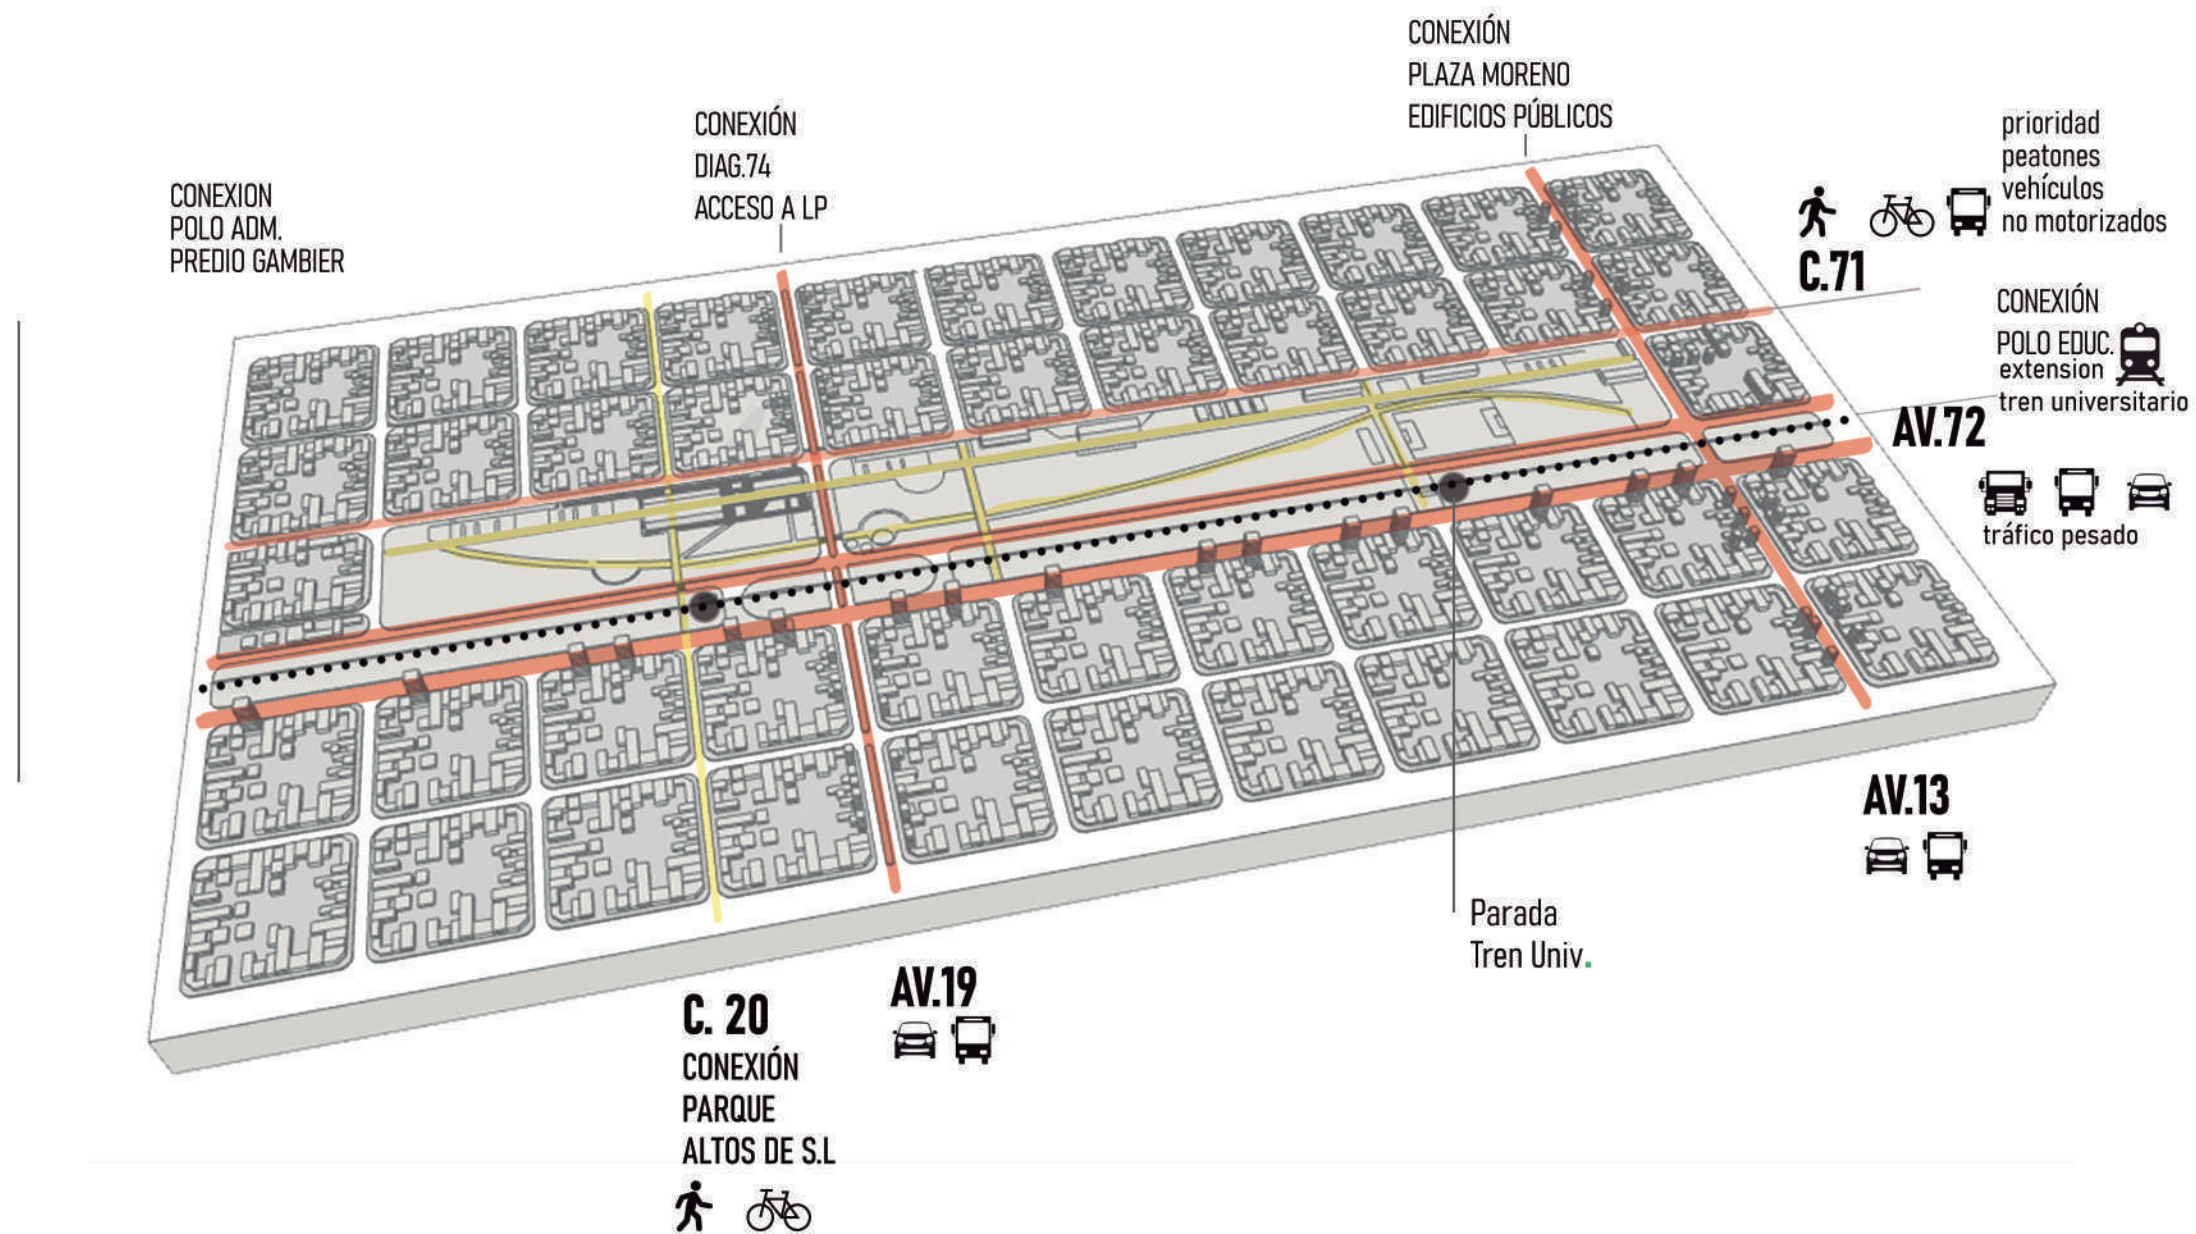 CONEXIÓN
PLAZA MORENO
EDIFICIOS PÚBLICOS
CONEXIÓN
DIAG.74
ACCESO A LP
CONEXION
POLO ADM.
PREDIO GAMBIER
prioridad
peatones
vehículos
no motorizados
C.71
CONEXIÓN
POLO EDUC.
extension
tren universitario
AV.72
tráfico pesado
AV.13
Parada
Tren Univ.
AV.19
C. 20
CONEXIÓN
PARQUE
ALTOS DE S.L